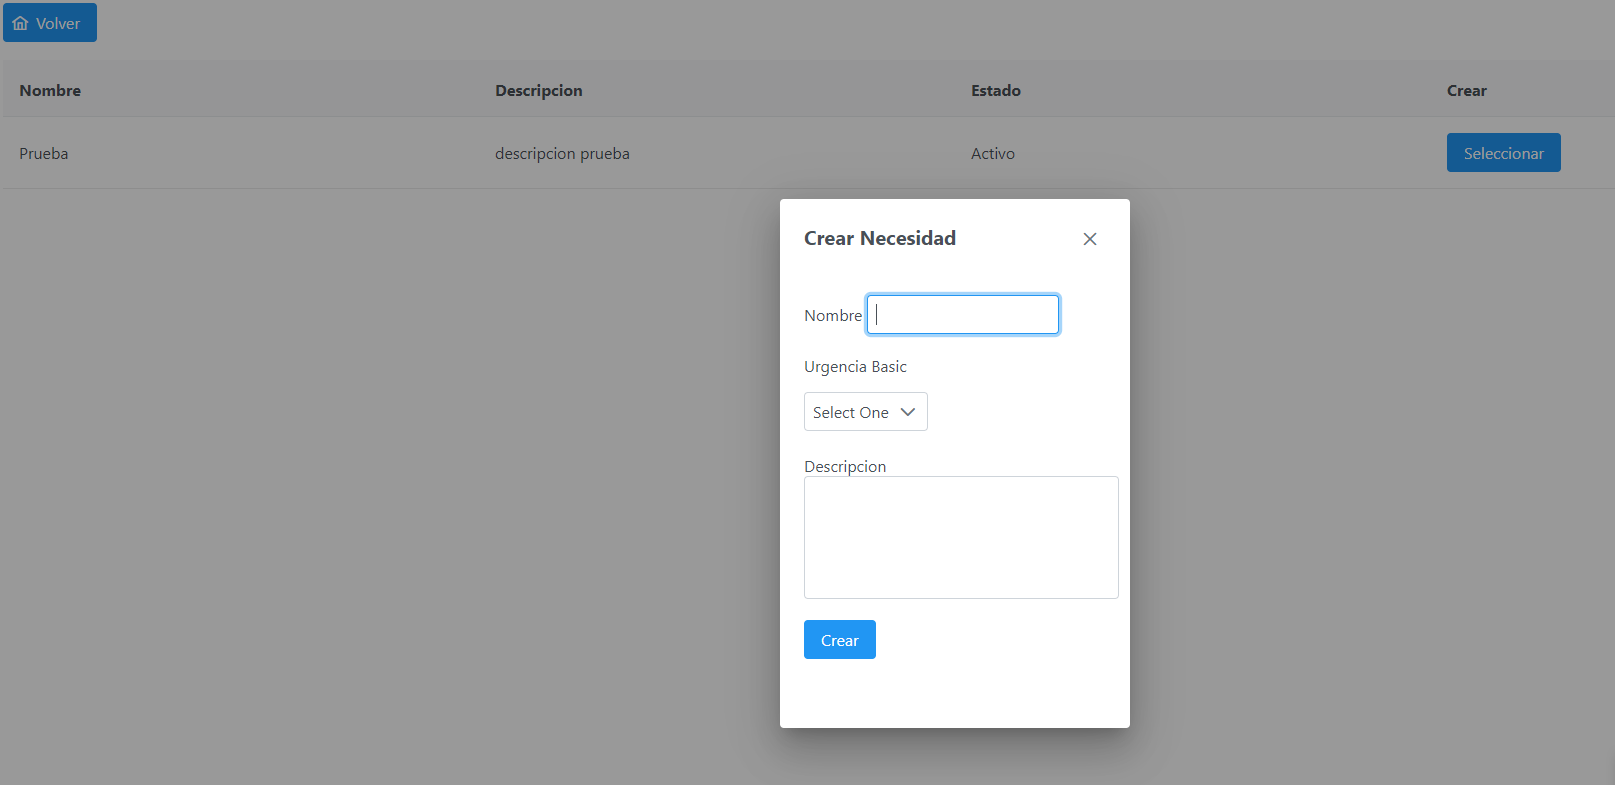 Volver
Nombre Descripcion Estado Crear
Prueba descripcion prueba Activo Seleccionar
Crear Necesidad
Nombre
Urgencia Basic
Select One
Descripcion
Crear